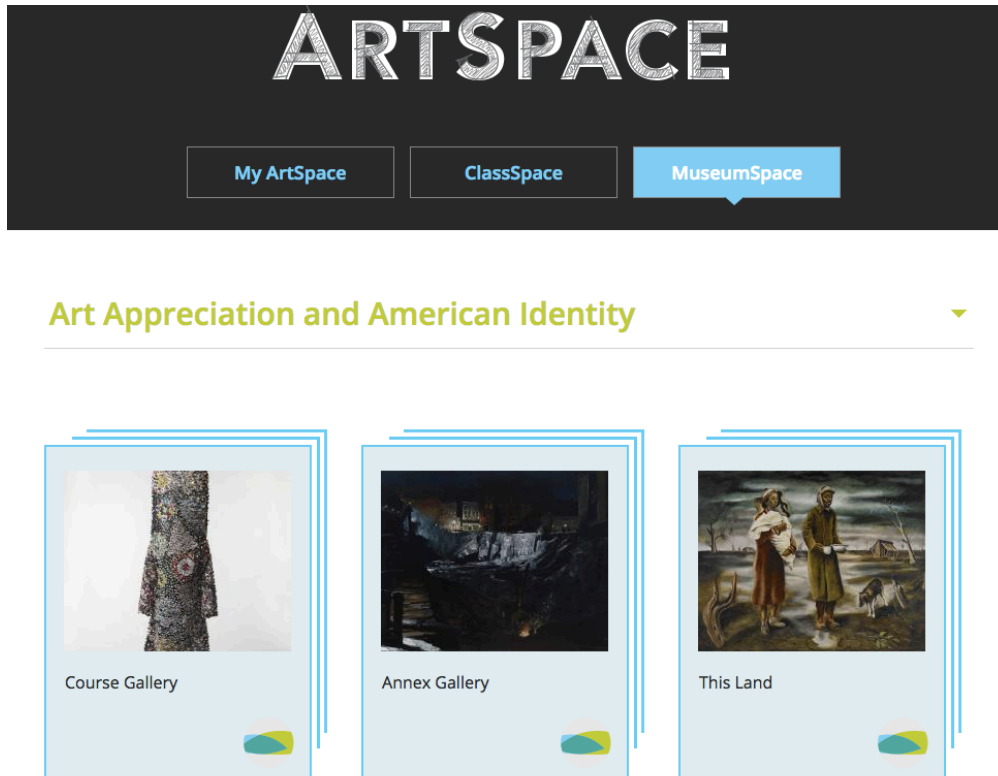 ARTSPACE
My ArtSpace ClassSpace MuseumSpace
Art Appreciation and American Identity
Course Gallery Annex Gallery This Land